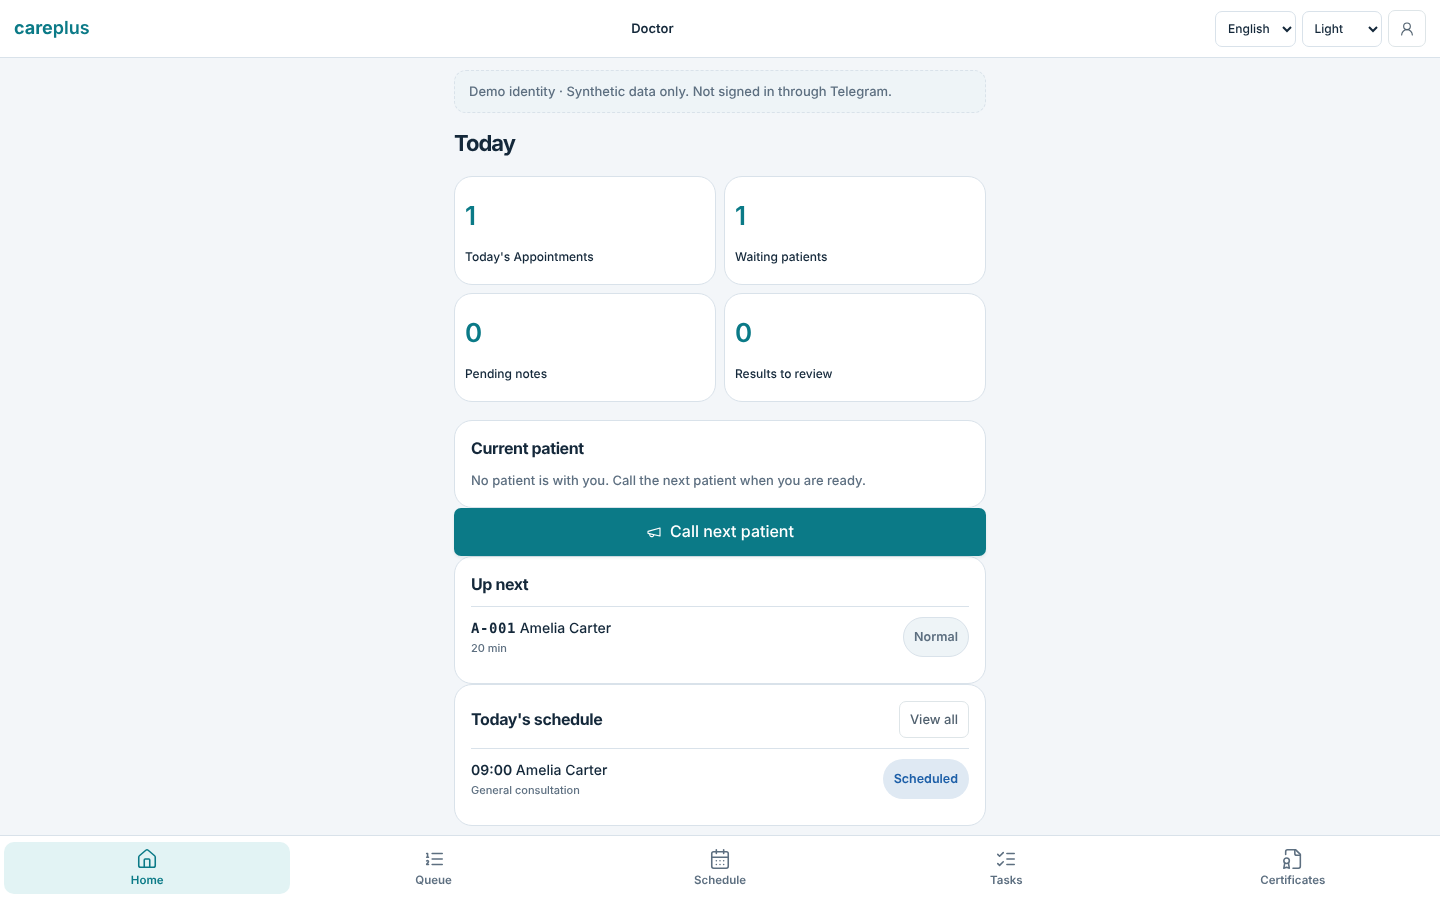 careplus
Doctor
English
Light
Demo identity · Synthetic data only. Not signed in through Telegram.
Today
1
Today's Appointments
1
Waiting patients
0
Pending notes
0
Results to review
Current patient
No patient is with you. Call the next patient when you are ready.
Call next patient
Up next
A-001 Amelia Carter
20 min
Normal
Today's schedule
View all
09:00 Amelia Carter
General consultation
Scheduled
Home
Queue
Schedule
Tasks
Certificates